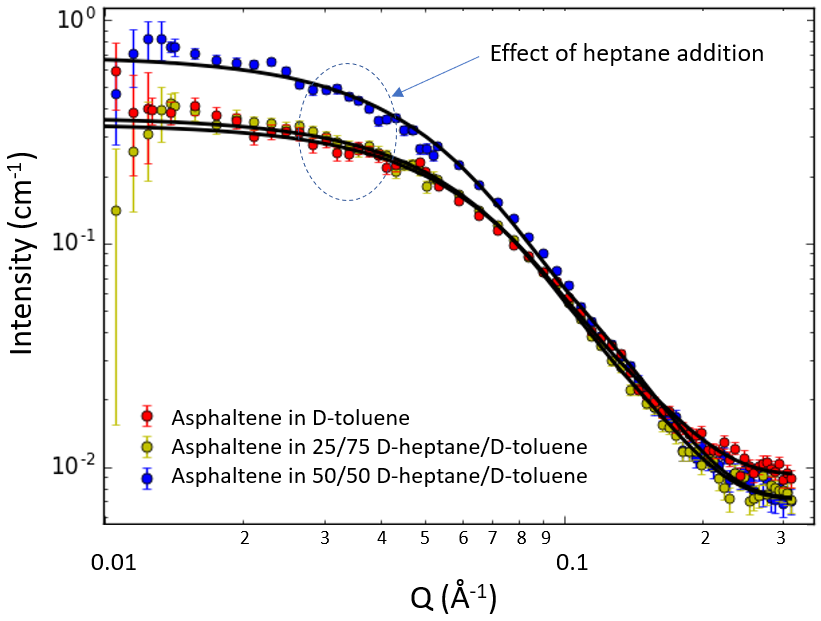 10⁰
Effect of heptane addition
10⁻¹
Intensity (cm⁻¹)
Asphaltene in D-toluene
Asphaltene in 25/75 D-heptane/D-toluene
Asphaltene in 50/50 D-heptane/D-toluene
10⁻²
2 3 4 5 6 7 8 9 2 3
0.01 0.1
Q (Å⁻¹)